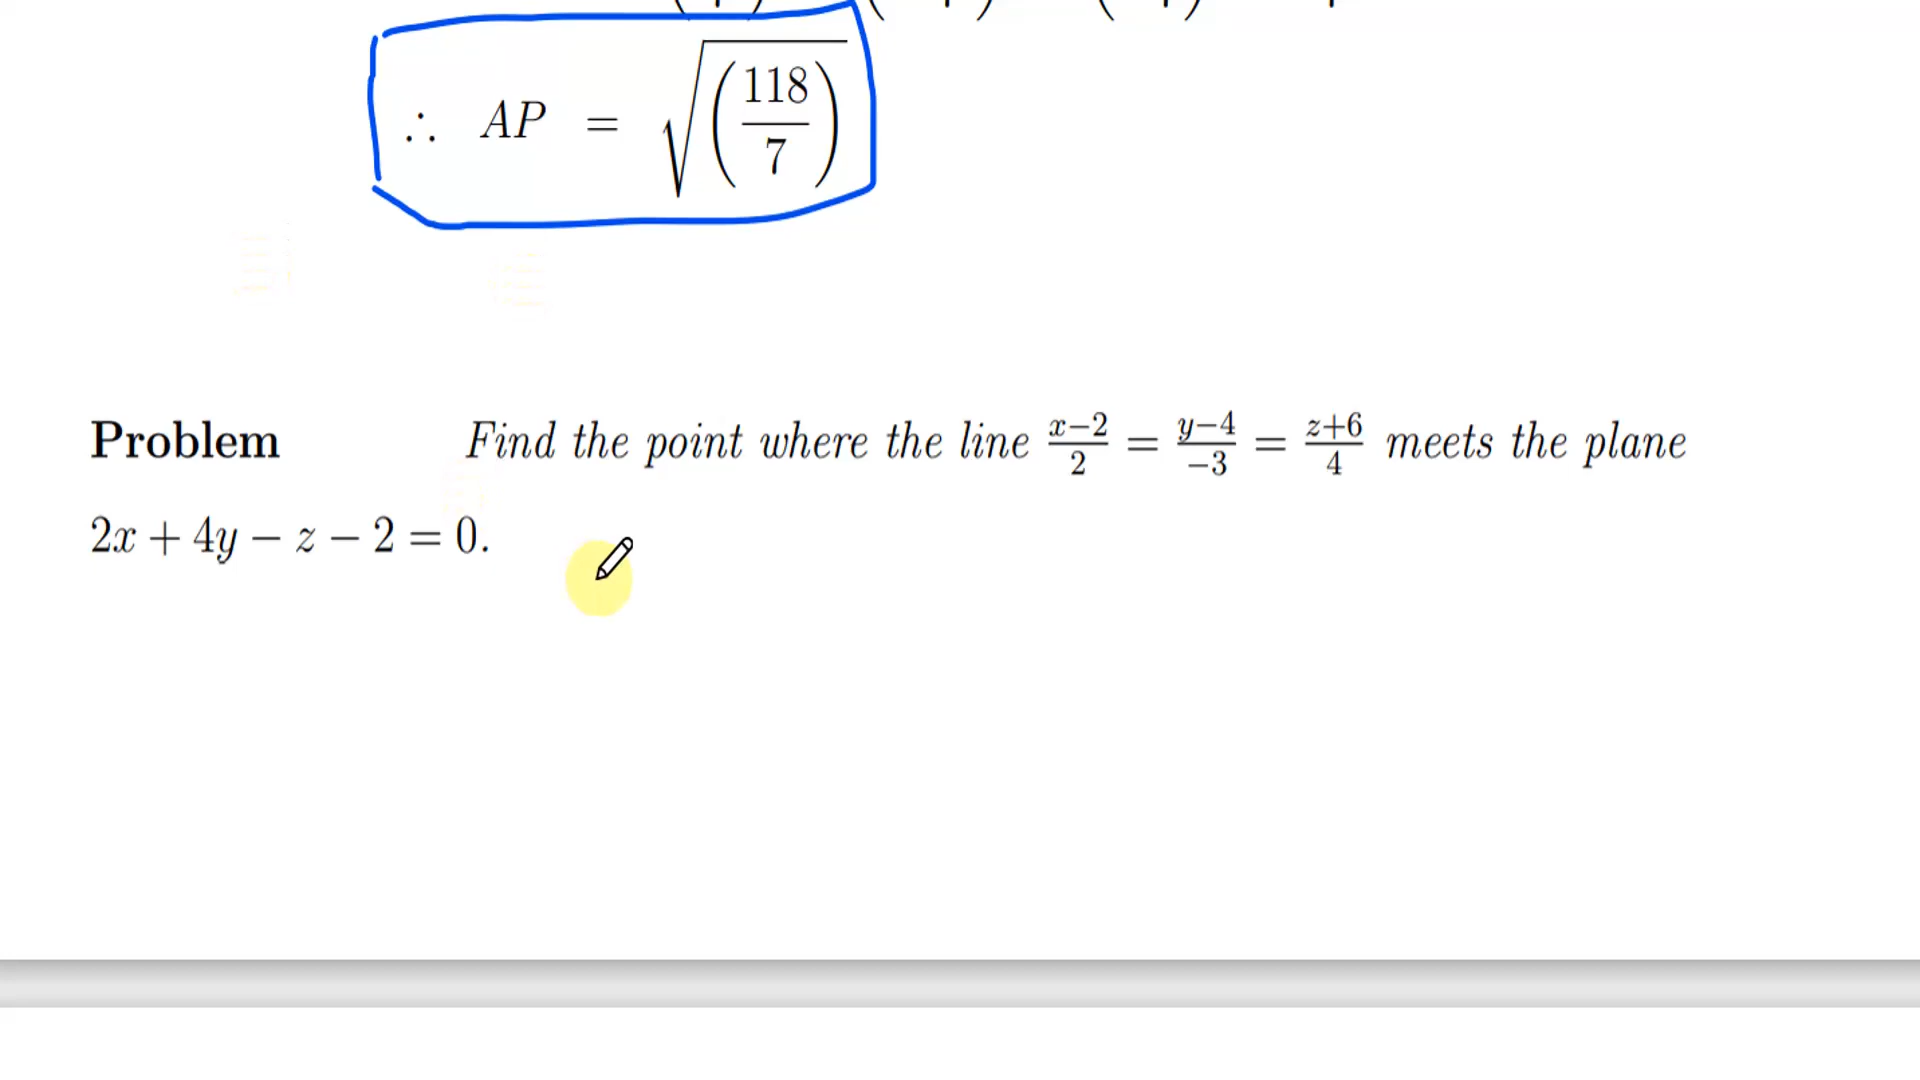 ∴ AP = √(118/7)
Problem Find the point where the line (x−2)/2 = (y−4)/−3 = (z+6)/4 meets the plane
2x + 4y − z − 2 = 0.